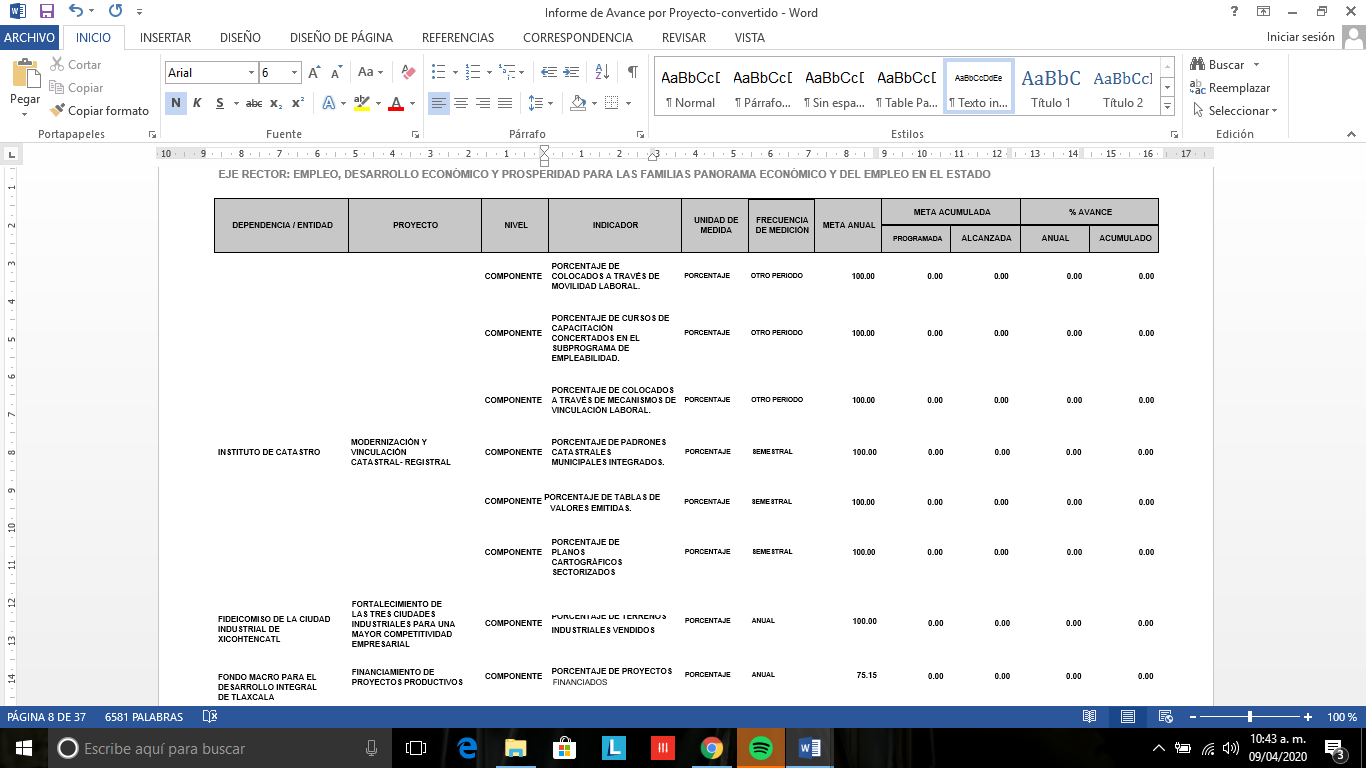 Informe de Avance por Proyecto-convertido - Word
ARCHIVO INICIO INSERTAR DISEÑO DISEÑO DE PÁGINA REFERENCIAS CORRESPONDENCIA REVISAR VISTA Iniciar sesión
Pegar
Cortar
Copiar
Copiar formato
Portapapeles
Arial 6
N K S abc x₂ x²
Fuente
Párrafo
AaBbCcD AaBbCcD AaBbCcD AaBbCcD AaBbCcDdEe AaBbC AaBbCcD
¶ Normal ¶ Párrafo... ¶ Sin espa... ¶ Table Pa... ¶ Texto in... Título 1 Título 2
Estilos
Buscar
Reemplazar
Seleccionar
Edición
EJE RECTOR: EMPLEO, DESARROLLO ECONÓMICO Y PROSPERIDAD PARA LAS FAMILIAS PANORAMA ECONÓMICO Y DEL EMPLEO EN EL ESTADO
DEPENDENCIA / ENTIDAD PROYECTO NIVEL INDICADOR UNIDAD DE MEDIDA FRECUENCIA DE MEDICIÓN META ANUAL META ACUMULADA % AVANCE
PROGRAMADA ALCANZADA ANUAL ACUMULADO
COMPONENTE
PORCENTAJE DE
COLOCADOS A TRAVÉS DE
MOVILIDAD LABORAL.
PORCENTAJE OTRO PERIODO 100.00 0.00 0.00 0.00 0.00
COMPONENTE
PORCENTAJE DE CURSOS DE
CAPACITACIÓN
CONCERTADOS EN EL
SUBPROGRAMA DE
EMPLEABILIDAD.
PORCENTAJE OTRO PERIODO 100.00 0.00 0.00 0.00 0.00
COMPONENTE
PORCENTAJE DE COLOCADOS
A TRAVÉS DE MECANISMOS DE
VINCULACIÓN LABORAL.
PORCENTAJE OTRO PERIODO 100.00 0.00 0.00 0.00 0.00
INSTITUTO DE CATASTRO
MODERNIZACIÓN Y
VINCULACIÓN
CATASTRAL- REGISTRAL
COMPONENTE
PORCENTAJE DE PADRONES
CATASTRALES
MUNICIPALES INTEGRADOS.
PORCENTAJE SEMESTRAL 100.00 0.00 0.00 0.00 0.00
COMPONENTE
PORCENTAJE DE TABLAS DE
VALORES EMITIDAS.
PORCENTAJE SEMESTRAL 100.00 0.00 0.00 0.00 0.00
COMPONENTE
PORCENTAJE DE
PLANOS
CARTOGRÁFICOS
SECTORIZADOS
PORCENTAJE SEMESTRAL 100.00 0.00 0.00 0.00 0.00
FIDEICOMISO DE LA CIUDAD
INDUSTRIAL DE
XICOHTENCATL
FORTALECIMIENTO DE
LAS TRES CIUDADES
INDUSTRIALES PARA UNA
MAYOR COMPETITIVIDAD
EMPRESARIAL
COMPONENTE
PORCENTAJE DE TERRENOS
INDUSTRIALES VENDIDOS
PORCENTAJE ANUAL 100.00 0.00 0.00 0.00 0.00
FONDO MACRO PARA EL
DESARROLLO INTEGRAL
DE TLAXCALA
FINANCIAMIENTO DE
PROYECTOS PRODUCTIVOS
COMPONENTE
PORCENTAJE DE PROYECTOS
FINANCIADOS
PORCENTAJE ANUAL 75.15 0.00 0.00 0.00 0.00
PÁGINA 8 DE 37 6581 PALABRAS 100 %
Escribe aquí para buscar
10:43 a. m.
09/04/2020
3